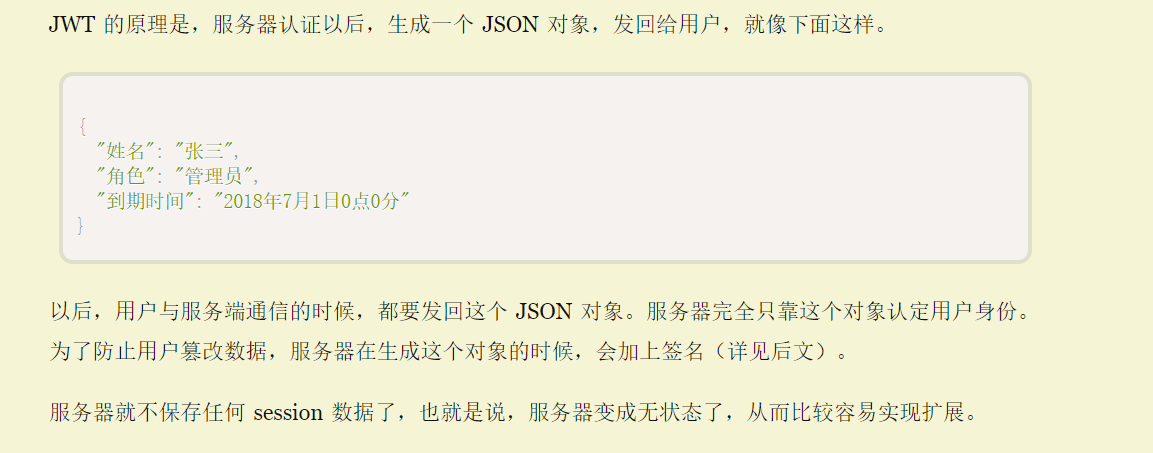 JWT 的原理是，服务器认证以后，生成一个 JSON 对象，发回给用户，就像下面这样。
{
"姓名": "张三",
"角色": "管理员",
"到期时间": "2018年7月1日0点0分"
}
以后，用户与服务端通信的时候，都要发回这个 JSON 对象。服务器完全只靠这个对象认定用户身份。
为了防止用户篡改数据，服务器在生成这个对象的时候，会加上签名（详见后文）。
服务器就不保存任何 session 数据了，也就是说，服务器变成无状态了，从而比较容易实现扩展。